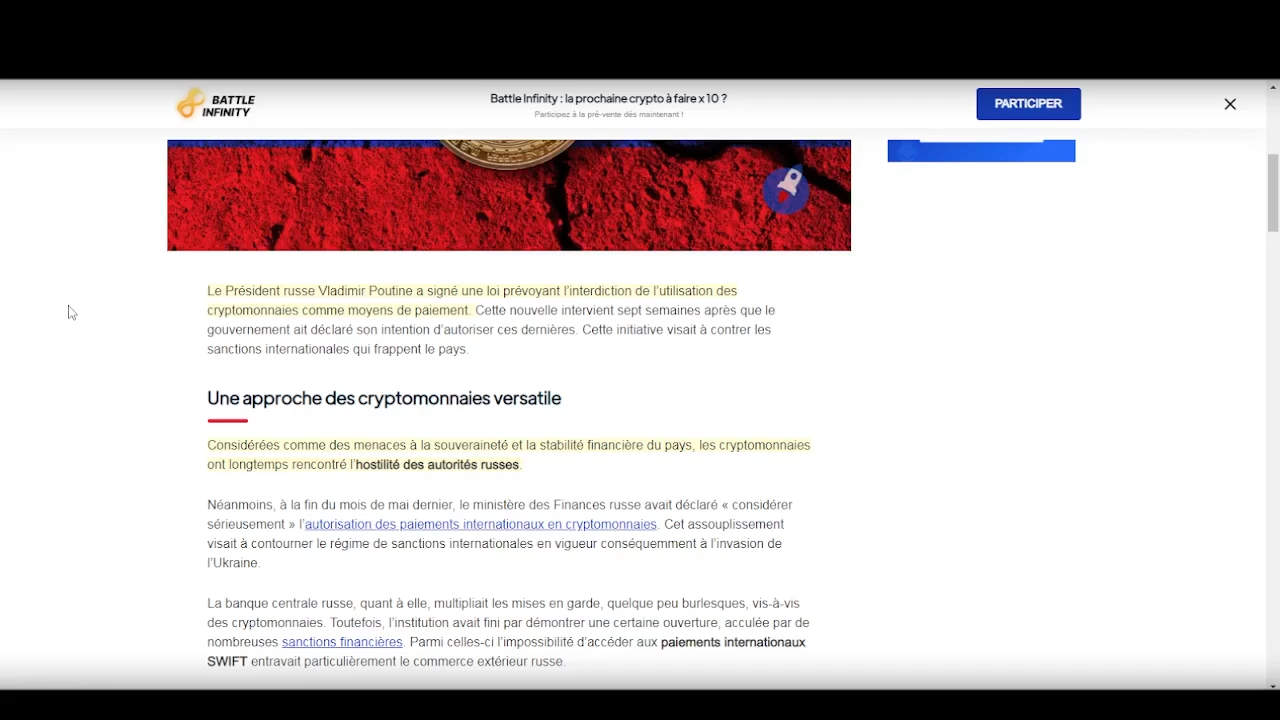 BATTLE
INFINITY
Battle Infinity : la prochaine crypto à faire x 10 ?
Participez à la pré-vente dès maintenant !
PARTICIPER
Le Président russe Vladimir Poutine a signé une loi prévoyant l'interdiction de l'utilisation des
cryptomonnaies comme moyens de paiement. Cette nouvelle intervient sept semaines après que le
gouvernement ait déclaré son intention d'autoriser ces dernières. Cette initiative visait à contrer les
sanctions internationales qui frappent le pays.
Une approche des cryptomonnaies versatile
Considérées comme des menaces à la souveraineté et la stabilité financière du pays, les cryptomonnaies
ont longtemps rencontré l'hostilité des autorités russes.
Néanmoins, à la fin du mois de mai dernier, le ministère des Finances russe avait déclaré « considérer
sérieusement » l'autorisation des paiements internationaux en cryptomonnaies. Cet assouplissement
visait à contourner le régime de sanctions internationales en vigueur conséquemment à l'invasion de
l'Ukraine.
La banque centrale russe, quant à elle, multipliait les mises en garde, quelque peu burlesques, vis-à-vis
des cryptomonnaies. Toutefois, l'institution avait fini par démontrer une certaine ouverture, acculée par de
nombreuses sanctions financières. Parmi celles-ci l'impossibilité d'accéder aux paiements internationaux
SWIFT entravait particulièrement le commerce extérieur russe.